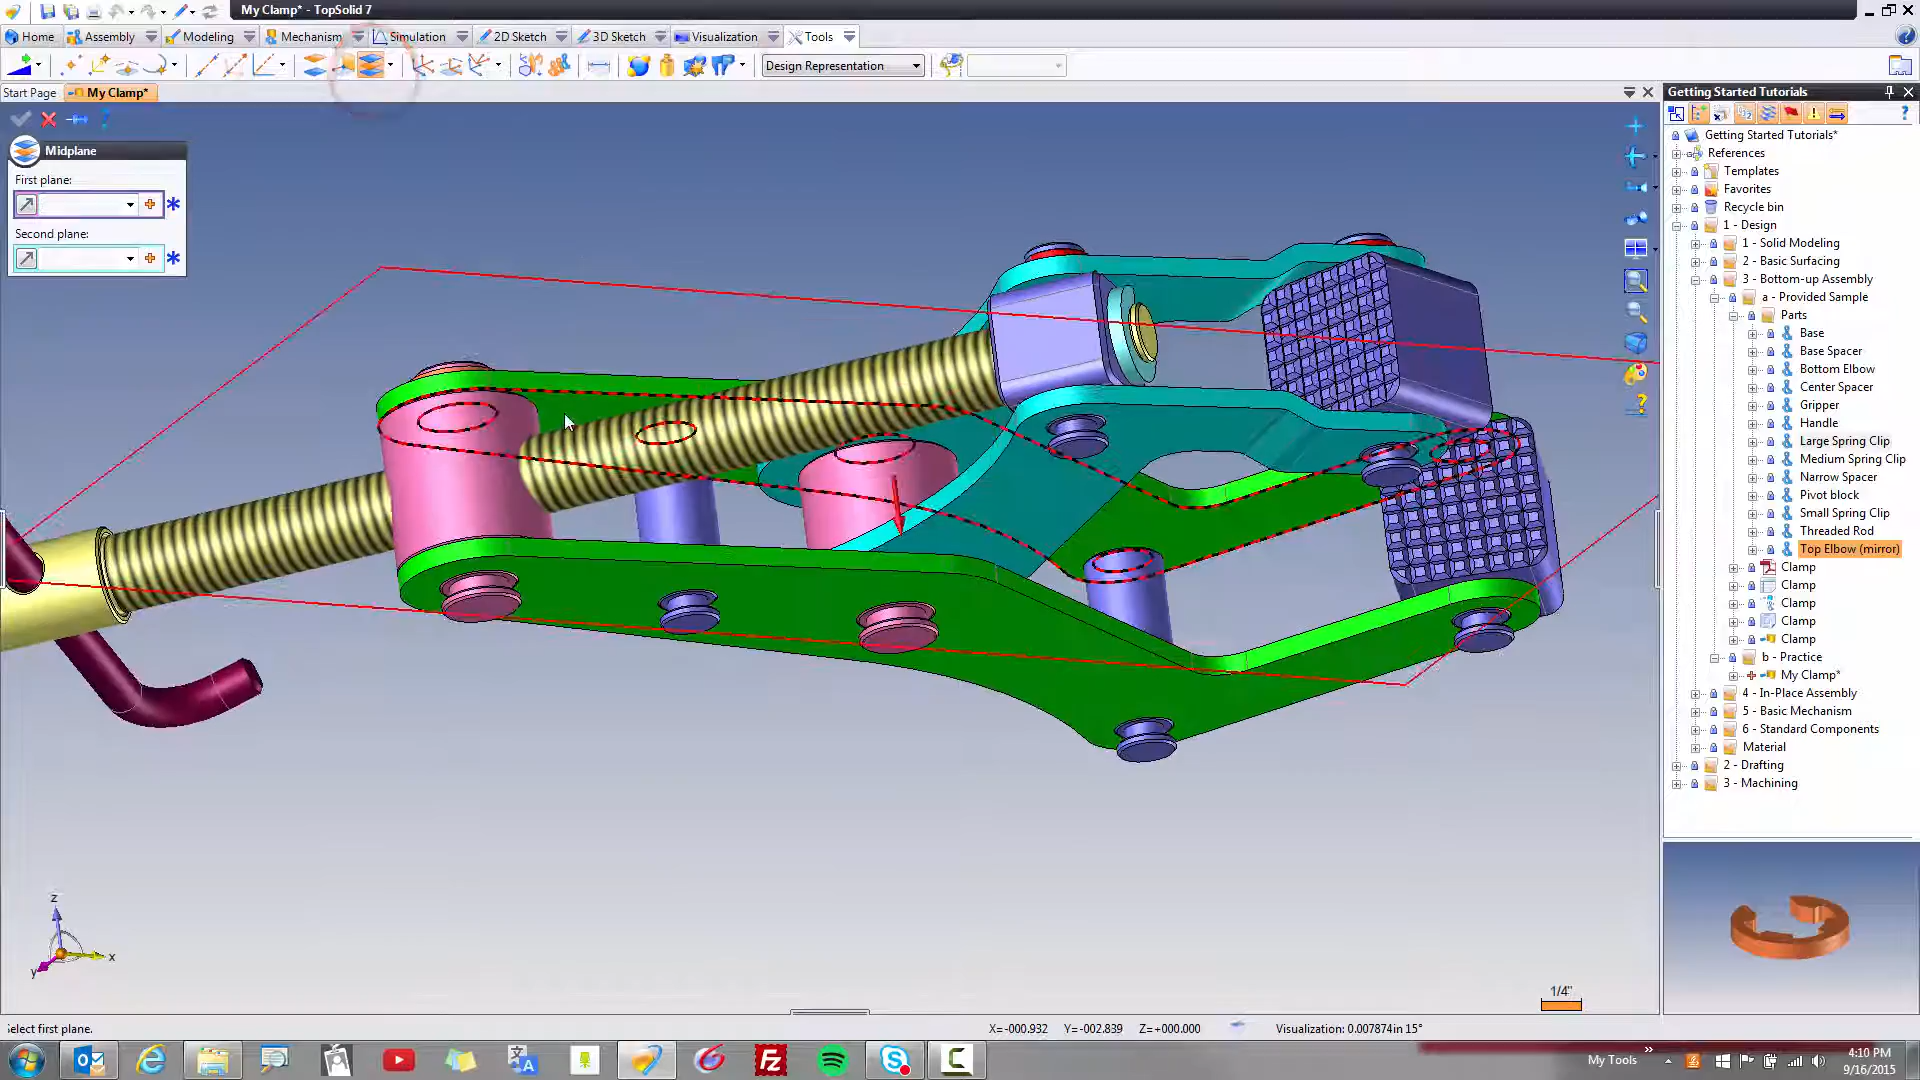 My Clamp* - TopSolid 7
Home Assembly Modeling Mechanism Simulation 2D Sketch 3D Sketch Visualization Tools
Design Representation
Start Page My Clamp*
Getting Started Tutorials
Midplane
First plane:
Second plane:
Getting Started Tutorials*
References
Templates
Favorites
Recycle bin
1 - Design
1 - Solid Modeling
2 - Basic Surfacing
3 - Bottom-up Assembly
a - Provided Sample
Parts
Base
Base Spacer
Bottom Elbow
Center Spacer
Gripper
Handle
Large Spring Clip
Medium Spring Clip
Narrow Spacer
Pivot block
Small Spring Clip
Threaded Rod
Top Elbow (mirror)
Clamp
Clamp
Clamp
Clamp
Clamp
b - Practice
My Clamp*
4 - In-Place Assembly
5 - Basic Mechanism
6 - Standard Components
Material
2 - Drafting
3 - Machining
z
x
y
1/4"
Select first plane.
X=-000.932 Y=-002.839 Z=+000.000 Visualization: 0.007874in 15°
My Tools
4:10 PM
9/16/2015